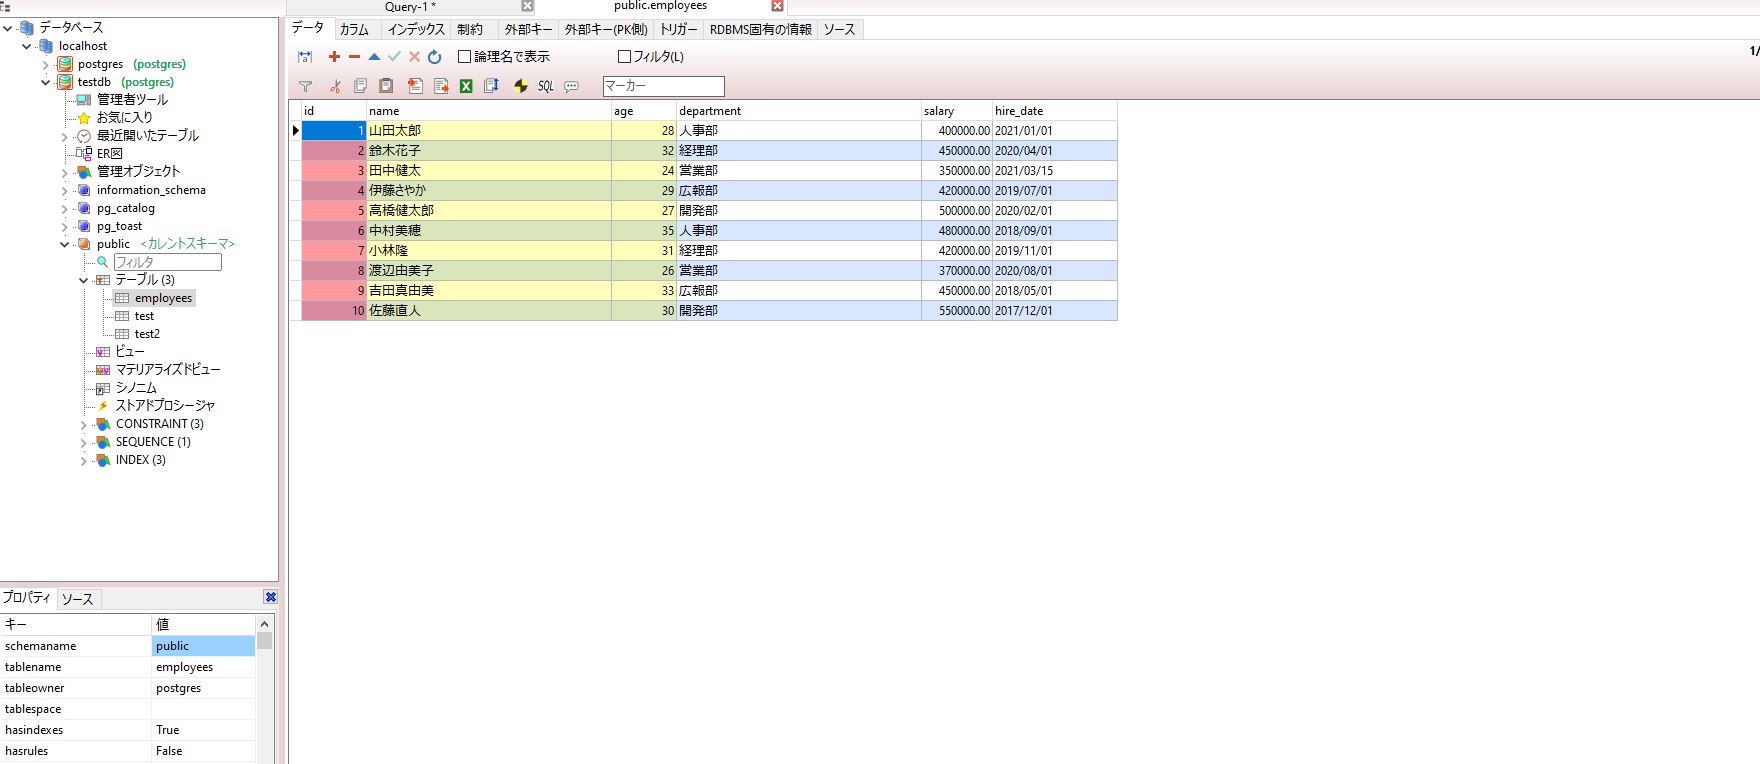 Query-1 *
public.employees
データベース
localhost
postgres (postgres)
testdb (postgres)
管理者ツール
お気に入り
最近開いたテーブル
ER図
管理オブジェクト
information_schema
pg_catalog
pg_toast
public <カレントスキーマ>
フィルタ
テーブル (3)
employees
test
test2
ビュー
マテリアライズドビュー
シノニム
ストアドプロシージャ
CONSTRAINT (3)
SEQUENCE (1)
INDEX (3)
プロパティ ソース
キー 値
schemaname public
tablename employees
tableowner postgres
tablespace
hasindexes True
hasrules False
データ カラム インデックス 制約 外部キー 外部キー(PK側) トリガー RDBMS固有の情報 ソース
論理名で表示 フィルタ(L) 1/
SQL マーカー
id name age department salary hire_date
1 山田太郎 28 人事部 400000.00 2021/01/01
2 鈴木花子 32 経理部 450000.00 2020/04/01
3 田中健太 24 営業部 350000.00 2021/03/15
4 伊藤さやか 29 広報部 420000.00 2019/07/01
5 高橋健太郎 27 開発部 500000.00 2020/02/01
6 中村美穂 35 人事部 480000.00 2018/09/01
7 小林隆 31 経理部 420000.00 2019/11/01
8 渡辺由美子 26 営業部 370000.00 2020/08/01
9 吉田真由美 33 広報部 450000.00 2018/05/01
10 佐藤直人 30 開発部 550000.00 2017/12/01